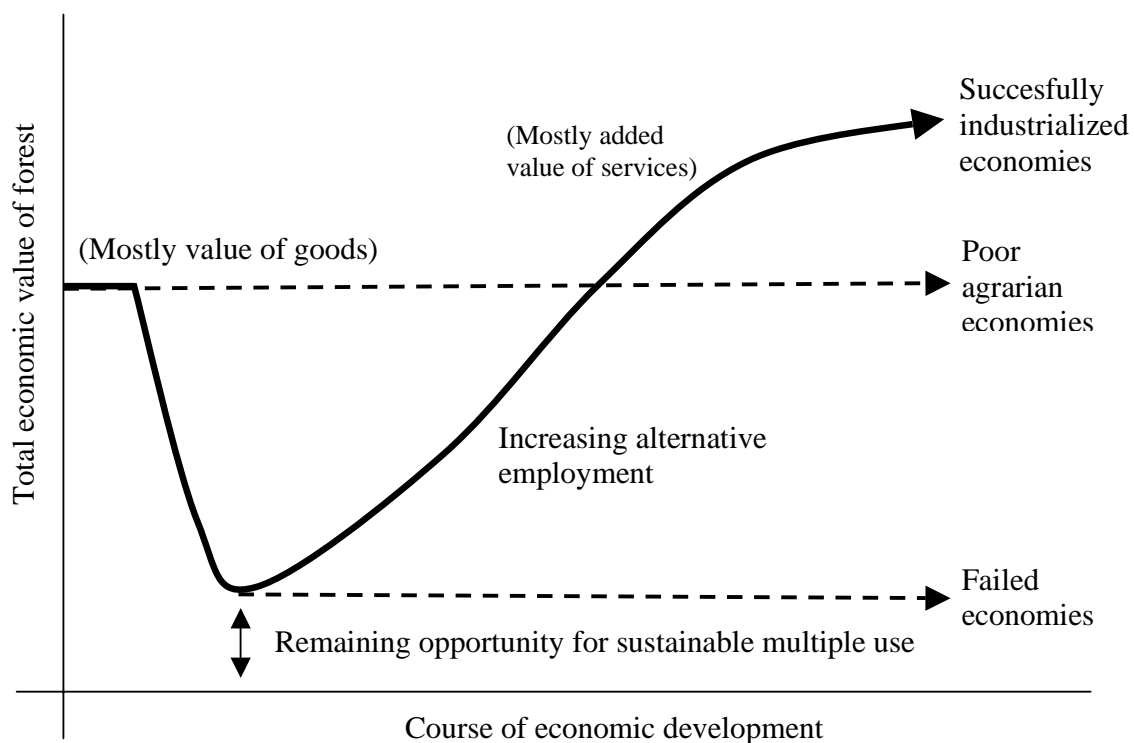 Succesfully
industrialized
economies
(Mostly added
value of services)
Total economic value of forest
(Mostly value of goods)
Poor
agrarian
economies
Increasing alternative
employment
Failed
economies
Remaining opportunity for sustainable multiple use
Course of economic development